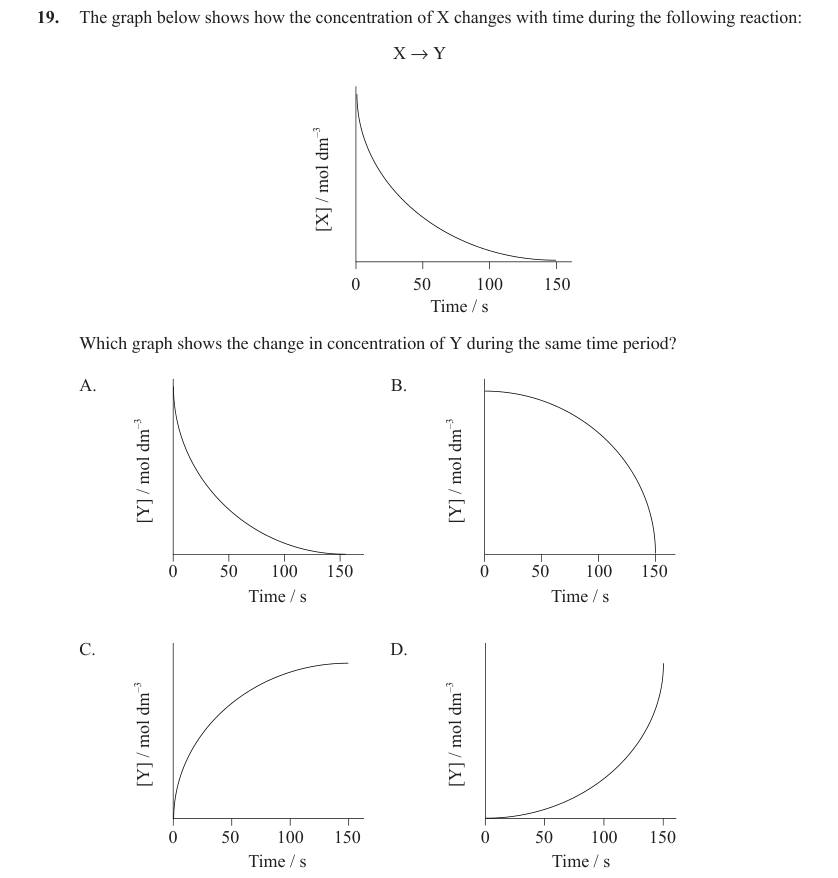 19. The graph below shows how the concentration of X changes with time during the following reaction:
X → Y
[X] / mol dm⁻³
0 50 100 150
Time / s
Which graph shows the change in concentration of Y during the same time period?
A. B.
[Y] / mol dm⁻³ [Y] / mol dm⁻³
0 50 100 150 0 50 100 150
Time / s Time / s
C. D.
[Y] / mol dm⁻³ [Y] / mol dm⁻³
0 50 100 150 0 50 100 150
Time / s Time / s